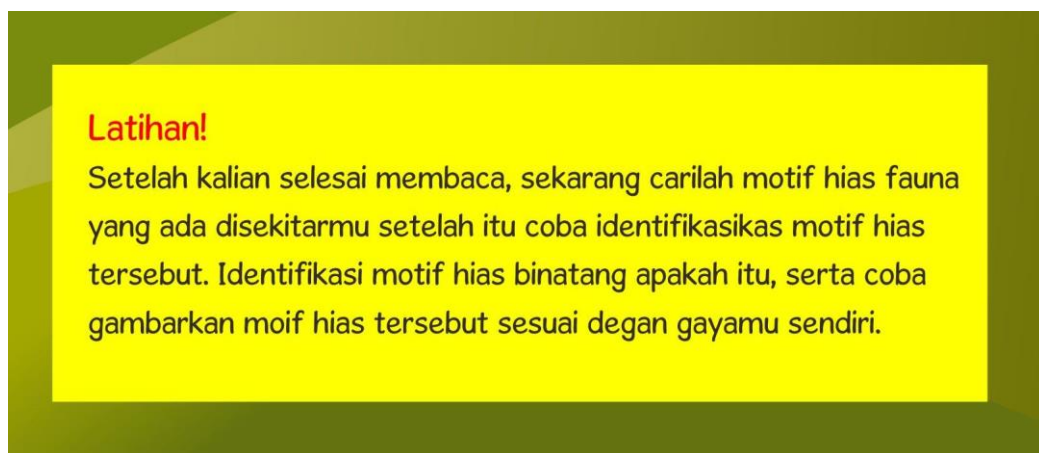 Latihan!
Setelah kalian selesai membaca, sekarang carilah motif hias fauna
yang ada disekitarmu setelah itu coba identifikasikas motif hias
tersebut. Identifikasi motif hias binatang apakah itu, serta coba
gambarkan moif hias tersebut sesuai degan gayamu sendiri.